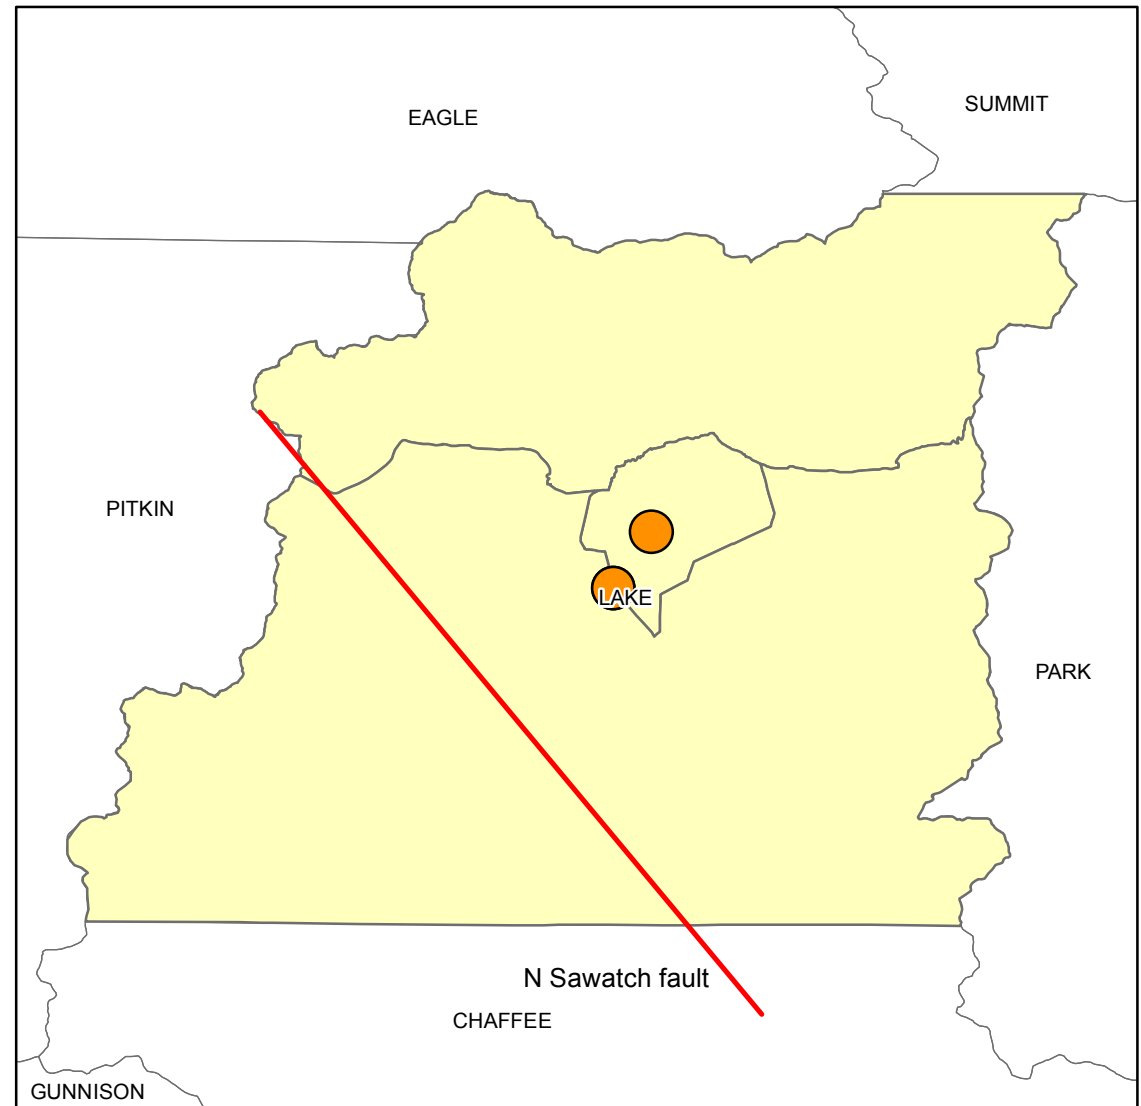 SUMMIT
EAGLE
PITKIN
LAKE
PARK
N Sawatch fault
CHAFFEE
GUNNISON